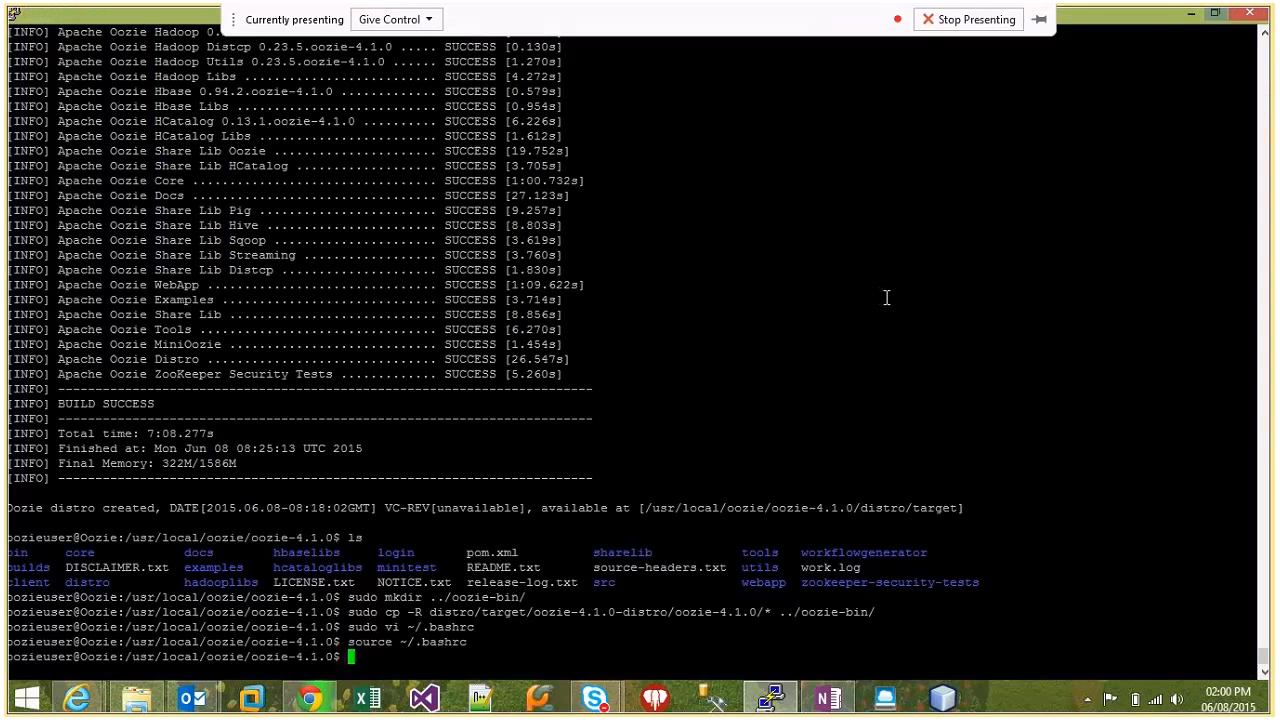 Currently presenting
Give Control
Stop Presenting
[INFO] Apache Oozie Hadoop 0.
[INFO] Apache Oozie Hadoop Distcp 0.23.5.oozie-4.1.0 ..... SUCCESS [0.130s]
[INFO] Apache Oozie Hadoop Utils 0.23.5.oozie-4.1.0 ...... SUCCESS [1.270s]
[INFO] Apache Oozie Hadoop Libs ......................... SUCCESS [4.272s]
[INFO] Apache Oozie Hbase 0.94.2.oozie-4.1.0 ............. SUCCESS [0.579s]
[INFO] Apache Oozie Hbase Libs .......................... SUCCESS [0.954s]
[INFO] Apache Oozie HCatalog 0.13.1.oozie-4.1.0 .......... SUCCESS [6.226s]
[INFO] Apache Oozie HCatalog Libs ....................... SUCCESS [1.612s]
[INFO] Apache Oozie Share Lib Oozie ..................... SUCCESS [19.752s]
[INFO] Apache Oozie Share Lib HCatalog .................. SUCCESS [3.705s]
[INFO] Apache Oozie Core ................................ SUCCESS [1:00.732s]
[INFO] Apache Oozie Docs ................................ SUCCESS [27.123s]
[INFO] Apache Oozie Share Lib Pig ....................... SUCCESS [9.257s]
[INFO] Apache Oozie Share Lib Hive ...................... SUCCESS [8.803s]
[INFO] Apache Oozie Share Lib Sqoop ..................... SUCCESS [3.619s]
[INFO] Apache Oozie Share Lib Streaming ................. SUCCESS [3.760s]
[INFO] Apache Oozie Share Lib Distcp .................... SUCCESS [1.830s]
[INFO] Apache Oozie WebApp .............................. SUCCESS [1:09.622s]
[INFO] Apache Oozie Examples ............................ SUCCESS [3.714s]
[INFO] Apache Oozie Share Lib ........................... SUCCESS [8.856s]
[INFO] Apache Oozie Tools ............................... SUCCESS [6.270s]
[INFO] Apache Oozie MiniOozie ........................... SUCCESS [1.454s]
[INFO] Apache Oozie Distro .............................. SUCCESS [26.547s]
[INFO] Apache Oozie ZooKeeper Security Tests ............ SUCCESS [5.260s]
[INFO] ------------------------------------------------------------------------
[INFO] BUILD SUCCESS
[INFO] ------------------------------------------------------------------------
[INFO] Total time: 7:08.277s
[INFO] Finished at: Mon Jun 08 08:25:13 UTC 2015
[INFO] Final Memory: 322M/1586M
[INFO] ------------------------------------------------------------------------
Oozie distro created, DATE[2015.06.08-08:18:02GMT] VC-REV[unavailable], available at [/usr/local/oozie/oozie-4.1.0/distro/target]
oozieuser@Oozie:/usr/local/oozie/oozie-4.1.0$ ls
bin core docs hbaselibs login pom.xml sharelib tools workflowgenerator
builds DISCLAIMER.txt examples hcataloglibs minitest README.txt source-headers.txt utils work.log
client distro hadooplibs LICENSE.txt NOTICE.txt release-log.txt src webapp zookeeper-security-tests
oozieuser@Oozie:/usr/local/oozie/oozie-4.1.0$ sudo mkdir ../oozie-bin/
oozieuser@Oozie:/usr/local/oozie/oozie-4.1.0$ sudo cp -R distro/target/oozie-4.1.0-distro/oozie-4.1.0/* ../oozie-bin/
oozieuser@Oozie:/usr/local/oozie/oozie-4.1.0$ sudo vi ~/.bashrc
oozieuser@Oozie:/usr/local/oozie/oozie-4.1.0$ source ~/.bashrc
oozieuser@Oozie:/usr/local/oozie/oozie-4.1.0$
02:00 PM
06/08/2015